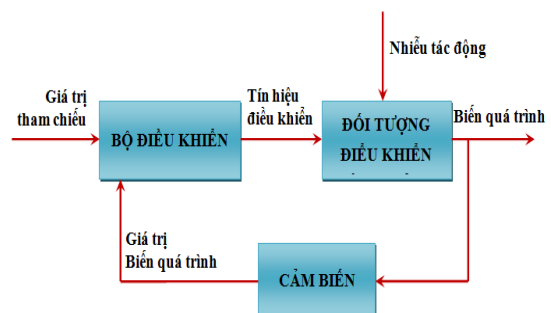 Nhiễu tác động
Giá trị
tham chiếu
BỘ ĐIỀU KHIỂN
Tín hiệu
điều khiển
ĐỐI TƯỢNG
ĐIỀU KHIỂN
Biến quá trình
Giá trị
Biến quá trình
CẢM BIẾN